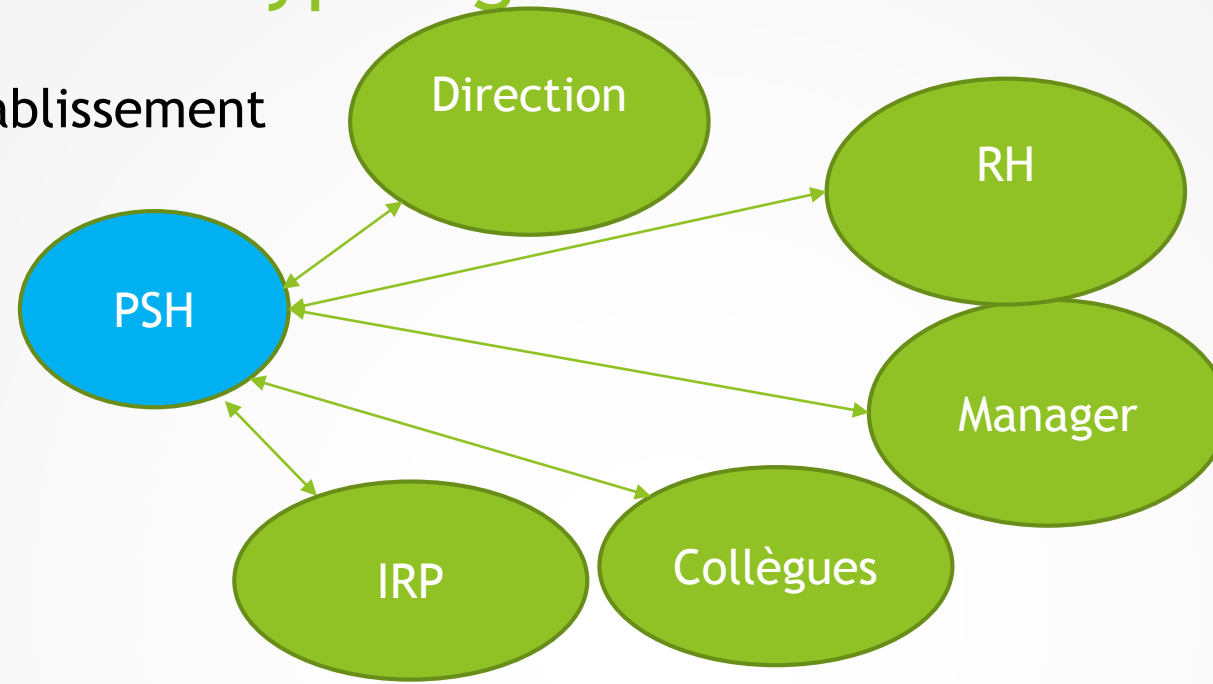 ablissement
Direction
RH
PSH
Manager
Collègues
IRP